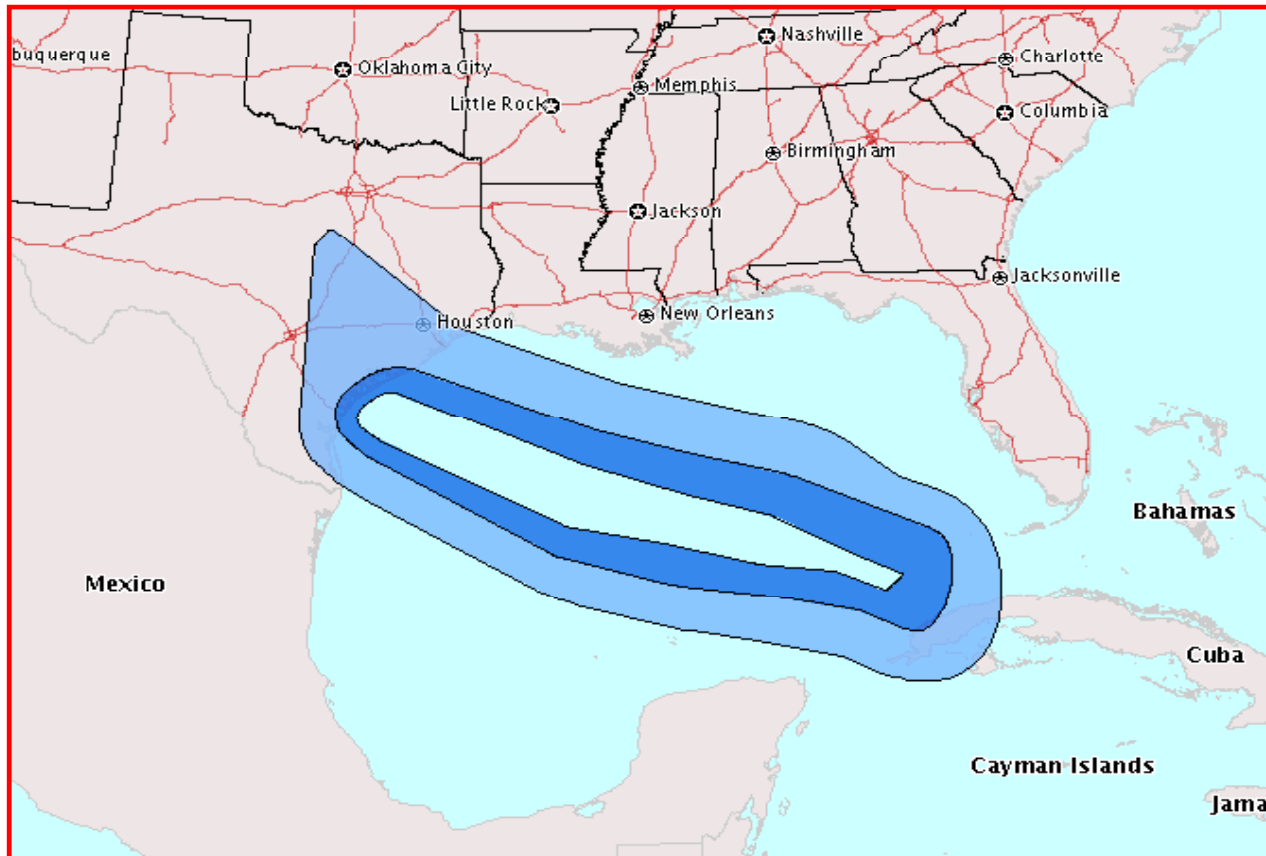 Nashville
buquerque
Oklahoma City
Charlotte
Little Rock
Memphis
Columbia
Birmingham
Jackson
Jacksonville
New Orleans
Houston
Bahamas
Mexico
Cuba
Cayman Islands
Jama